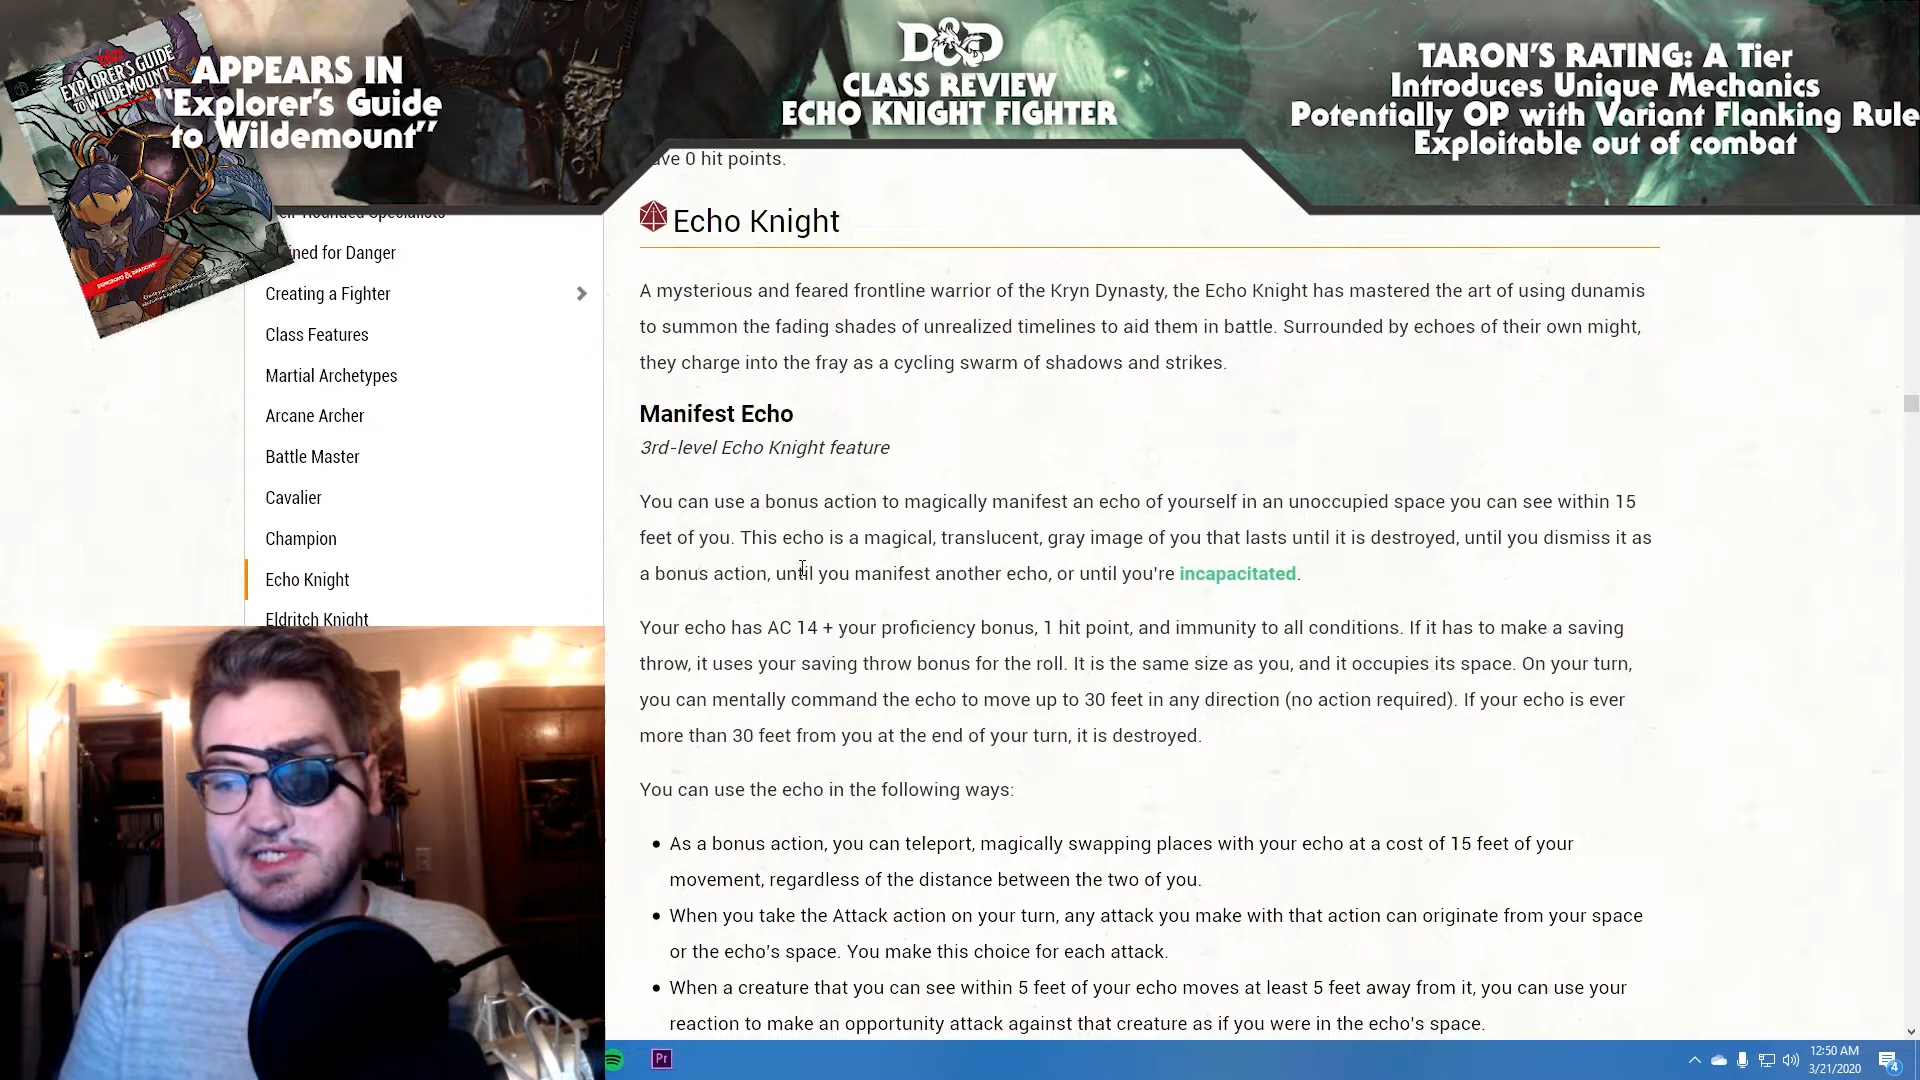 APPEARS IN
"Explorer's Guide
to Wildemount"
EXPLORER'S GUIDE
TO WILDEMOUNT
DUNGEONS & DRAGONS
D&D
CLASS REVIEW
ECHO KNIGHT FIGHTER
TARON'S RATING: A Tier
Introduces Unique Mechanics
Potentially OP with Variant Flanking Rule
Exploitable out of combat
ave 0 hit points.
Specialists
ned for Danger
Creating a Fighter
Class Features
Martial Archetypes
Arcane Archer
Battle Master
Cavalier
Champion
Echo Knight
Eldritch Knight
Echo Knight
A mysterious and feared frontline warrior of the Kryn Dynasty, the Echo Knight has mastered the art of using dunamis
to summon the fading shades of unrealized timelines to aid them in battle. Surrounded by echoes of their own might,
they charge into the fray as a cycling swarm of shadows and strikes.
Manifest Echo
3rd-level Echo Knight feature
You can use a bonus action to magically manifest an echo of yourself in an unoccupied space you can see within 15
feet of you. This echo is a magical, translucent, gray image of you that lasts until it is destroyed, until you dismiss it as
a bonus action, until you manifest another echo, or until you're incapacitated.
Your echo has AC 14 + your proficiency bonus, 1 hit point, and immunity to all conditions. If it has to make a saving
throw, it uses your saving throw bonus for the roll. It is the same size as you, and it occupies its space. On your turn,
you can mentally command the echo to move up to 30 feet in any direction (no action required). If your echo is ever
more than 30 feet from you at the end of your turn, it is destroyed.
You can use the echo in the following ways:
• As a bonus action, you can teleport, magically swapping places with your echo at a cost of 15 feet of your
movement, regardless of the distance between the two of you.
• When you take the Attack action on your turn, any attack you make with that action can originate from your space
or the echo's space. You make this choice for each attack.
• When a creature that you can see within 5 feet of your echo moves at least 5 feet away from it, you can use your
reaction to make an opportunity attack against that creature as if you were in the echo's space.
Pr
12:50 AM
3/21/2020
4